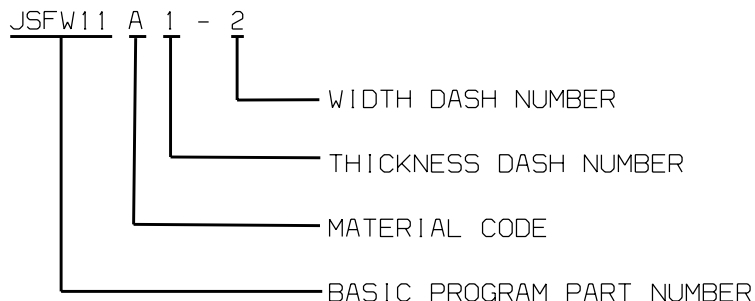 JSFW11 A 1 - 2
WIDTH DASH NUMBER
THICKNESS DASH NUMBER
MATERIAL CODE
BASIC PROGRAM PART NUMBER